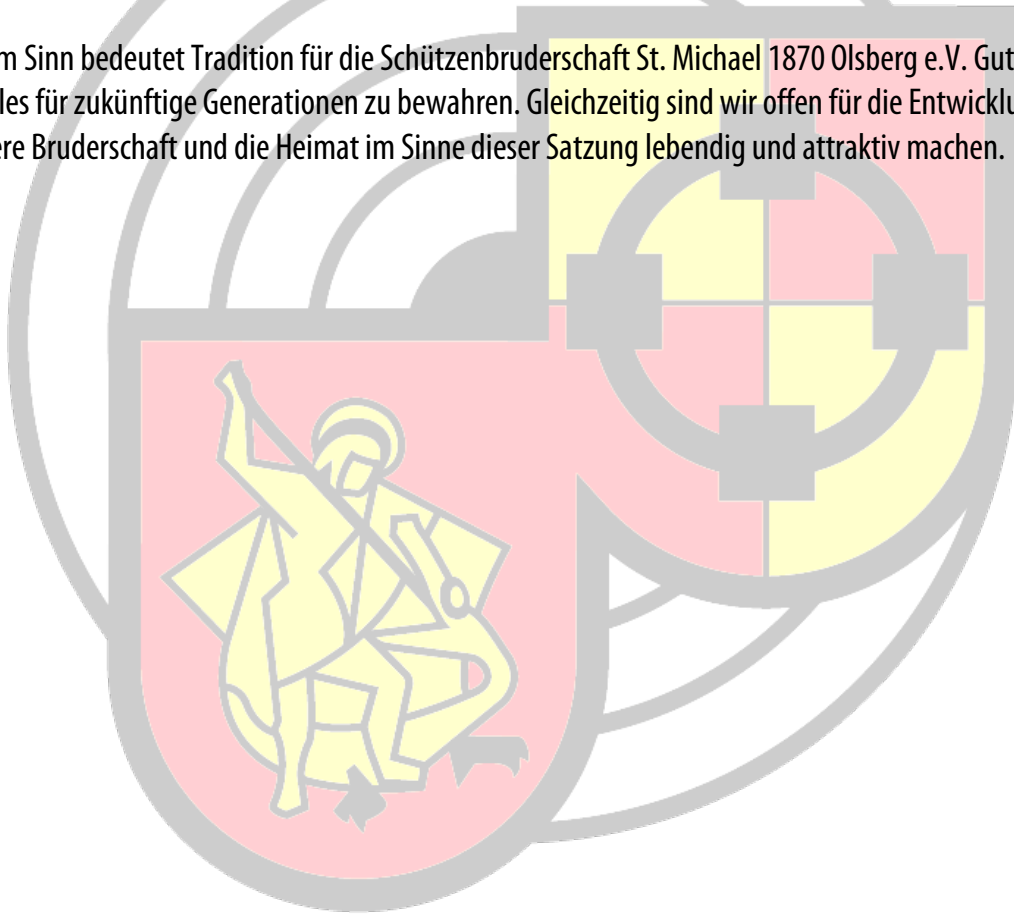 m Sinn bedeutet Tradition für die Schützenbruderschaft St. Michael 1870 Olsberg e.V. Gut
les für zukünftige Generationen zu bewahren. Gleichzeitig sind wir offen für die Entwicklu
ere Bruderschaft und die Heimat im Sinne dieser Satzung lebendig und attraktiv machen.